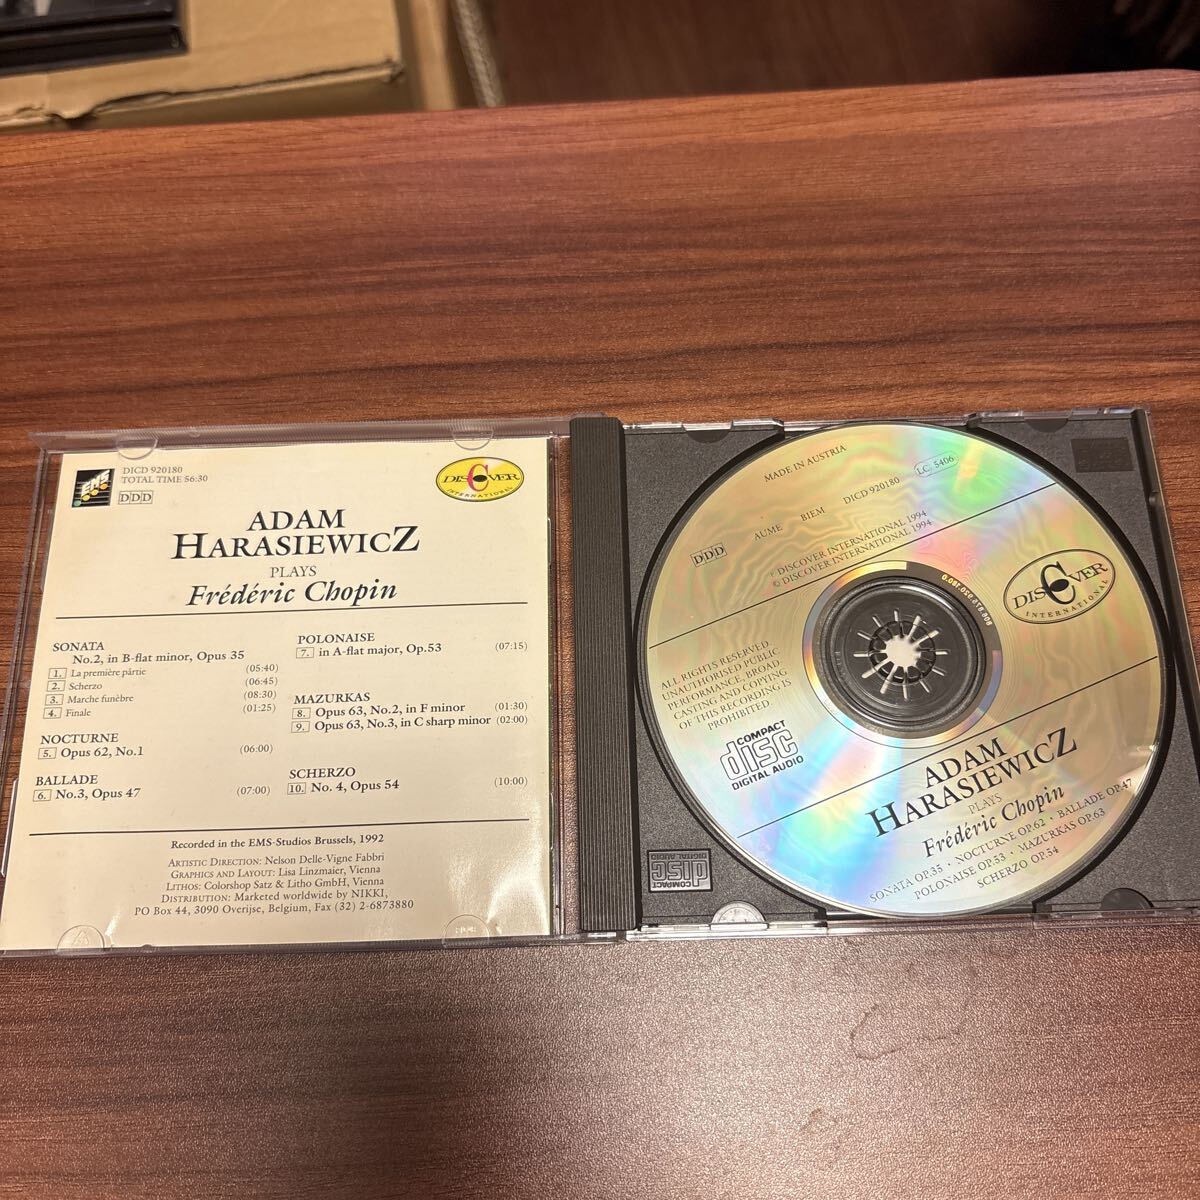 EMS
DICD 920180
TOTAL TIME 56:30
DDD
DISCOVER
INTERNATIONAL
ADAM
HARASIEWICZ
PLAYS
Frédéric Chopin
SONATA
No.2, in B-flat minor, Opus 35
1. La première pârtie (05:40)
2. Scherzo (06:45)
3. Marche funèbre (08:30)
4. Finale (01:25)
NOCTURNE
5. Opus 62, No.1 (06:00)
BALLADE
6. No.3, Opus 47 (07:00)
POLONAISE
7. in A-flat major, Op.53 (07:15)
MAZURKAS
8. Opus 63, No.2, in F minor (01:30)
9. Opus 63, No.3, in C sharp minor (02:00)
SCHERZO
10. No. 4, Opus 54 (10:00)
Recorded in the EMS-Studios Brussels, 1992
ARTISTIC DIRECTION: Nelson Delle-Vigne Fabbri
GRAPHICS AND LAYOUT: Lisa Linzmaier, Vienna
LITHOS: Colorshop Satz & Litho GmbH, Vienna
DISTRIBUTION: Marketed worldwide by NIKKI,
PO Box 44, 3090 Overijse, Belgium, Fax (32) 2-6873880
MADE IN AUSTRIA
DDD AUME BIEM DICD 920180 LC 5406
℗ DISCOVER INTERNATIONAL 1994
© DISCOVER INTERNATIONAL 1994
DISCOVER
INTERNATIONAL
ALL RIGHTS RESERVED
UNAUTHORISED PUBLIC
PERFORMANCE, BROAD
CASTING AND COPYING
OF THIS RECORDING IS
PROHIBITED
COMPACT
disc
DIGITAL AUDIO
ADAM
HARASIEWICZ
PLAYS
Frédéric Chopin
SONATA OP.35 · NOCTURNE OP.62 · BALLADE OP.47
POLONAISE OP.53 · MAZURKAS OP.63
SCHERZO OP.54
COMPACT
disc
DIGITAL AUDIO